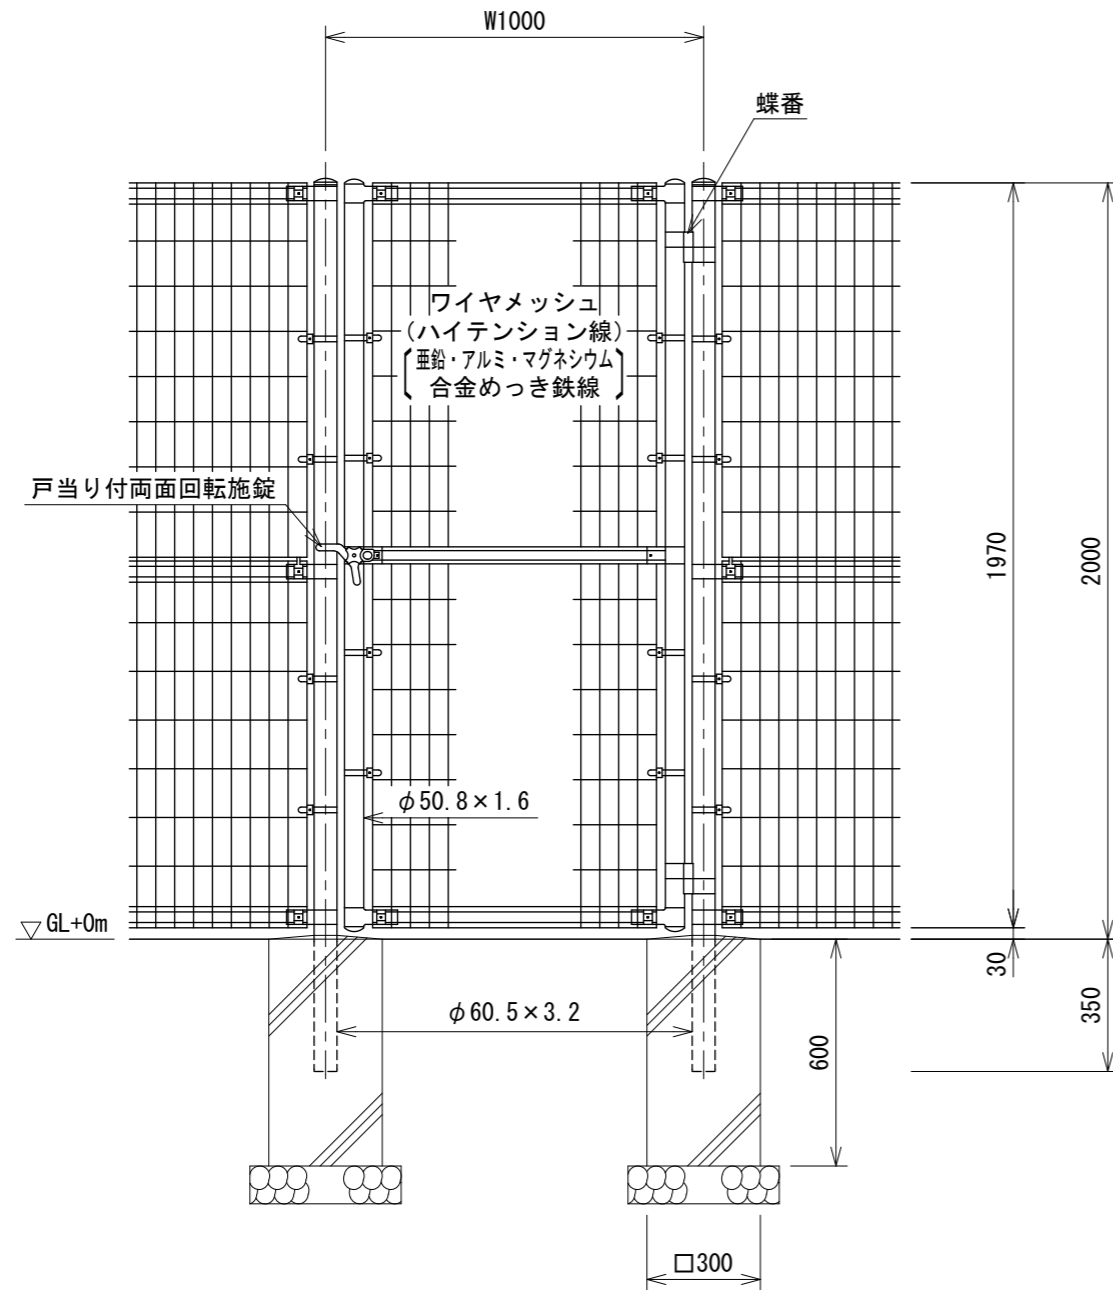 W1000
蝶番
ワイヤメッシュ
(ハイテンション線)
亜鉛・アルミ・マグネシウム
合金めっき鉄線
戸当り付両面回転施錠
1970
2000
φ50.8×1.6
GL+0m
30
350
φ60.5×3.2
600
□300